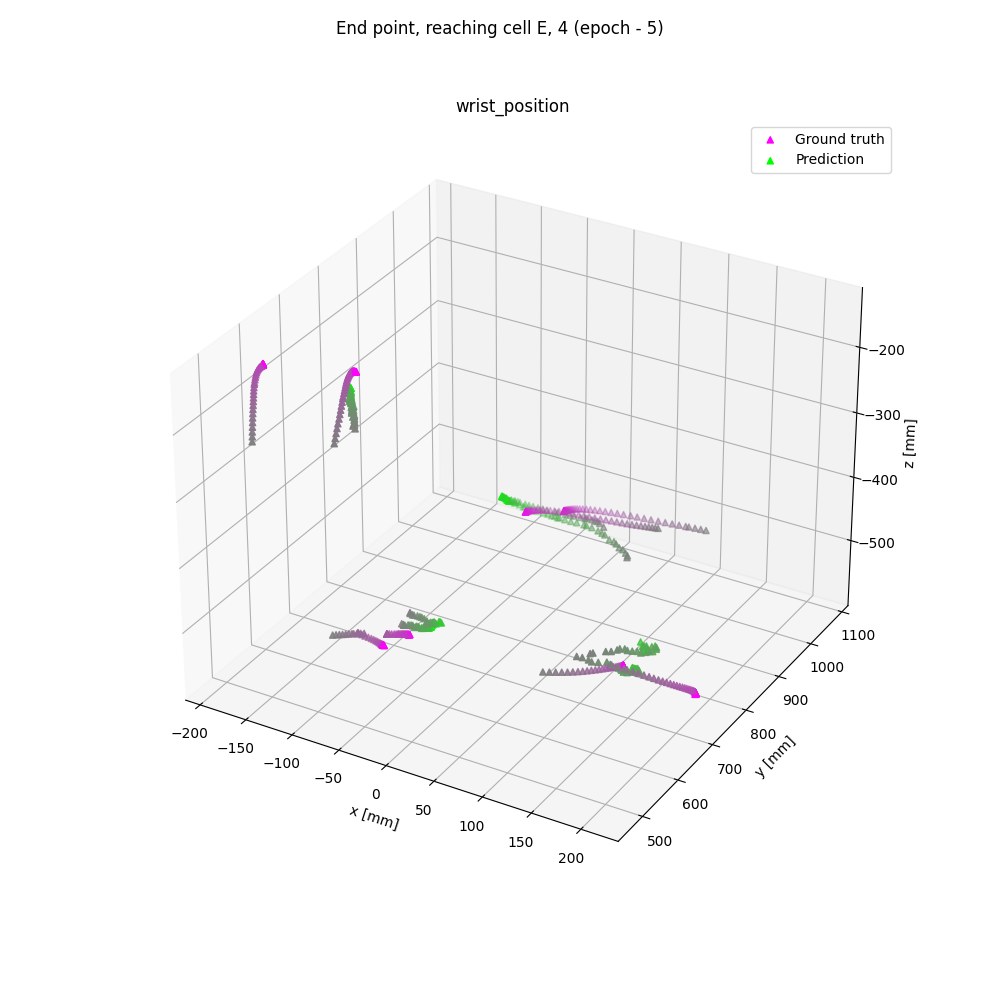 End point, reaching cell E, 4 (epoch - 5)
wrist_position
Ground truth
Prediction
−200
−300
−400
−500
z [mm]
1100
1000
900
800
700
600
500
y [mm]
−200
−150
−100
−50
0
50
100
150
200
x [mm]